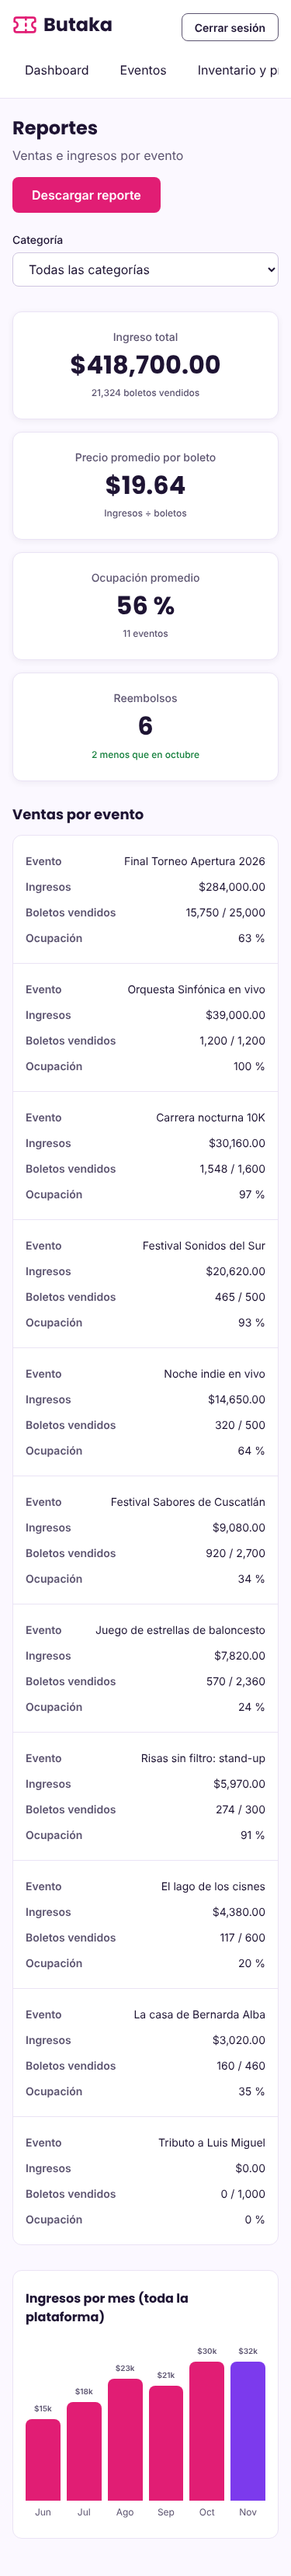 Butaka
Cerrar sesión
Dashboard Eventos Inventario y p
Reportes
Ventas e ingresos por evento
Descargar reporte
Categoría
Todas las categorías
Ingreso total
$418,700.00
21,324 boletos vendidos
Precio promedio por boleto
$19.64
Ingresos ÷ boletos
Ocupación promedio
56 %
11 eventos
Reembolsos
6
2 menos que en octubre
Ventas por evento
Evento Final Torneo Apertura 2026
Ingresos $284,000.00
Boletos vendidos 15,750 / 25,000
Ocupación 63 %
Evento Orquesta Sinfónica en vivo
Ingresos $39,000.00
Boletos vendidos 1,200 / 1,200
Ocupación 100 %
Evento Carrera nocturna 10K
Ingresos $30,160.00
Boletos vendidos 1,548 / 1,600
Ocupación 97 %
Evento Festival Sonidos del Sur
Ingresos $20,620.00
Boletos vendidos 465 / 500
Ocupación 93 %
Evento Noche indie en vivo
Ingresos $14,650.00
Boletos vendidos 320 / 500
Ocupación 64 %
Evento Festival Sabores de Cuscatlán
Ingresos $9,080.00
Boletos vendidos 920 / 2,700
Ocupación 34 %
Evento Juego de estrellas de baloncesto
Ingresos $7,820.00
Boletos vendidos 570 / 2,360
Ocupación 24 %
Evento Risas sin filtro: stand-up
Ingresos $5,970.00
Boletos vendidos 274 / 300
Ocupación 91 %
Evento El lago de los cisnes
Ingresos $4,380.00
Boletos vendidos 117 / 600
Ocupación 20 %
Evento La casa de Bernarda Alba
Ingresos $3,020.00
Boletos vendidos 160 / 460
Ocupación 35 %
Evento Tributo a Luis Miguel
Ingresos $0.00
Boletos vendidos 0 / 1,000
Ocupación 0 %
Ingresos por mes (toda la
plataforma)
$15k $18k $23k $21k $30k $32k
Jun Jul Ago Sep Oct Nov